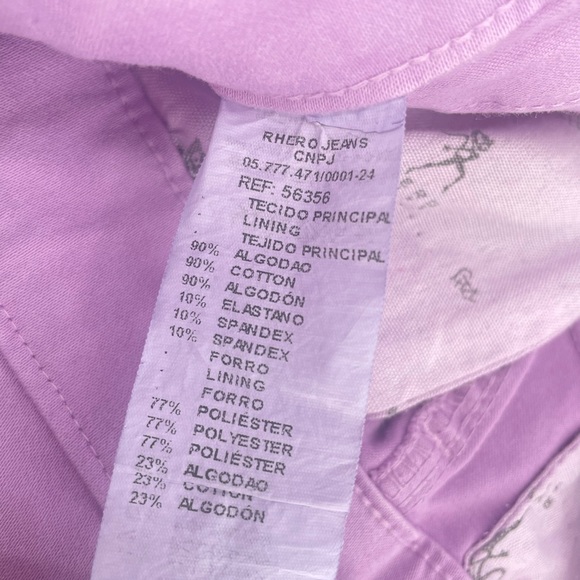 RHERO JEANS
CNPJ
05.777.471/0001-24
REF: 56356
TECIDO PRINCIPAL
. LINING
. TEJIDO PRINCIPAL
90% ALGODAO
90% COTTON
90% ALGODÓN
10% ELASTANO
10% SPANDEX
10% SPANDEX
. FORRO
. LINING
. FORRO
77% POLIÉSTER
77% POLYESTER
77% POLIÉSTER
23% ALGODAO
23% COTTON
23% ALGODÓN